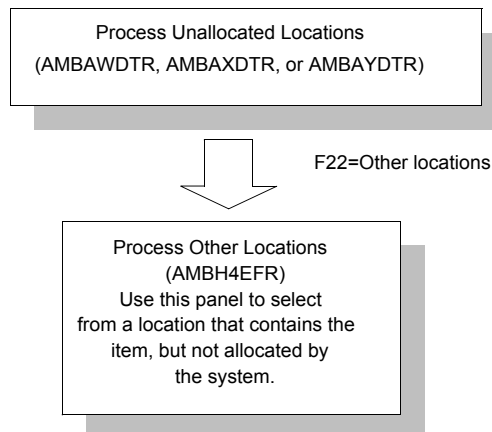 Process Unallocated Locations
(AMBAWDTR, AMBAXDTR, or AMBAYDTR)
F22=Other locations
Process Other Locations
(AMBH4EFR)
Use this panel to select
from a location that contains the
item, but not allocated by
the system.